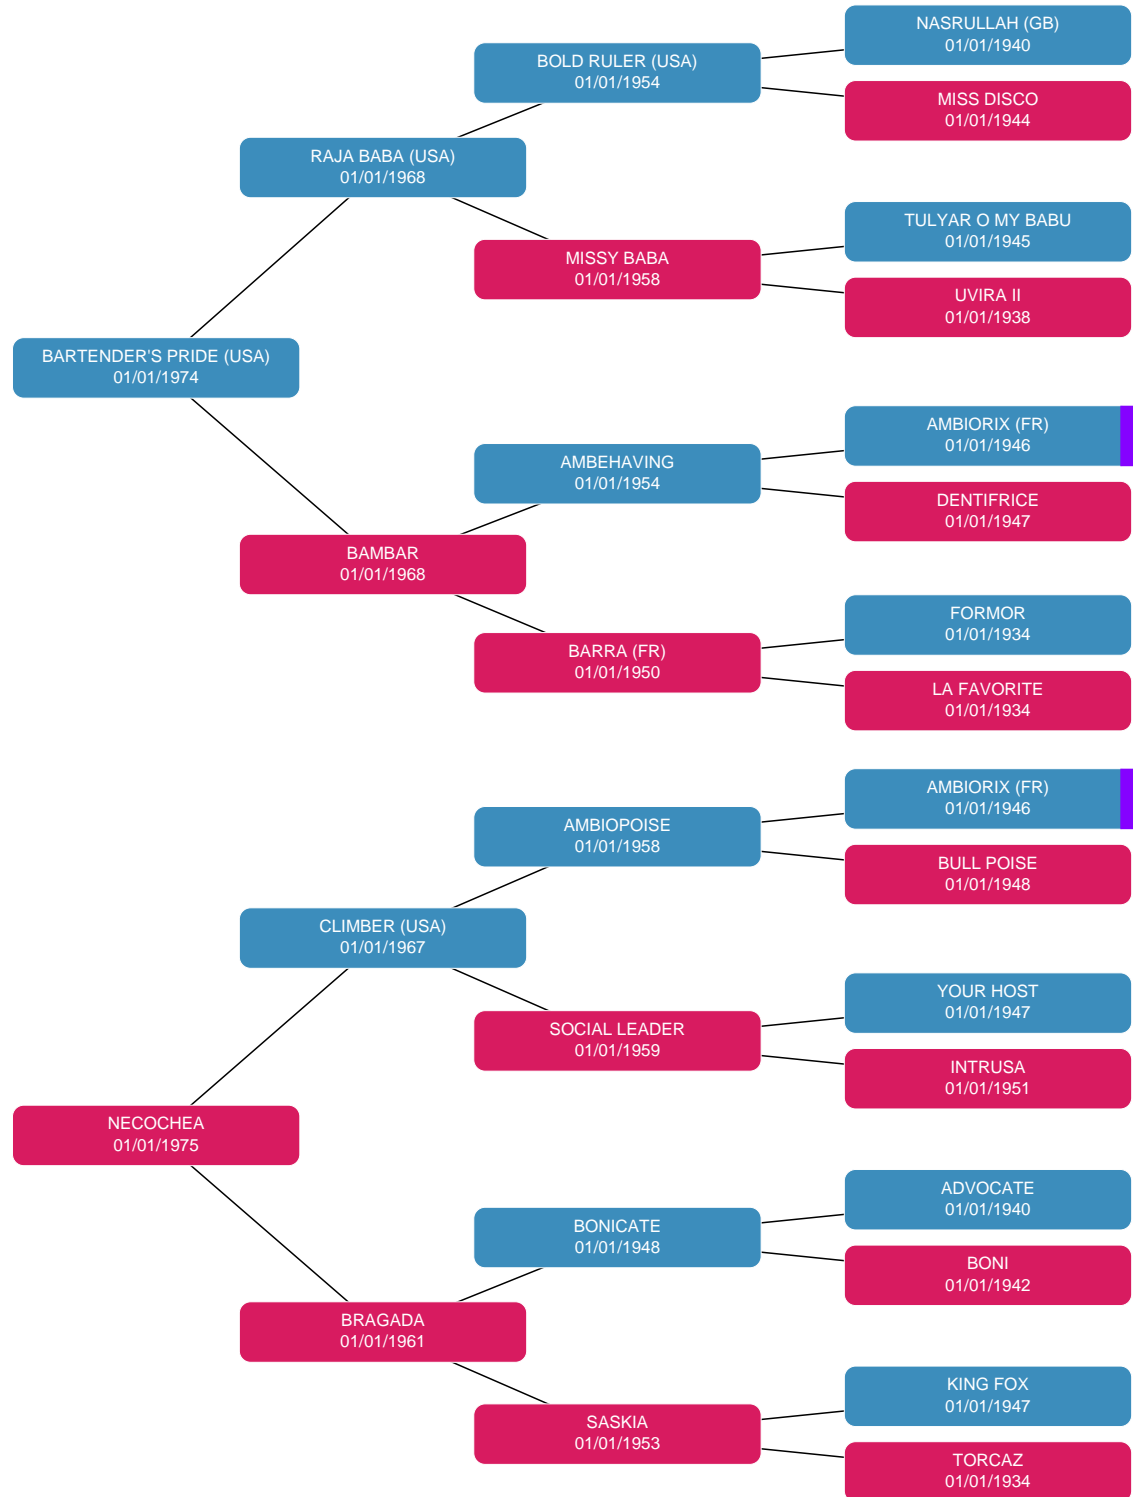 NASRULLAH (GB)
01/01/1940
BOLD RULER (USA)
01/01/1954
MISS DISCO
01/01/1944
RAJA BABA (USA)
01/01/1968
TULYAR O MY BABU
01/01/1945
MISSY BABA
01/01/1958
UVIRA II
01/01/1938
BARTENDER'S PRIDE (USA)
01/01/1974
AMBIORIX (FR)
01/01/1946
AMBEHAVING
01/01/1954
DENTIFRICE
01/01/1947
BAMBAR
01/01/1968
FORMOR
01/01/1934
BARRA (FR)
01/01/1950
LA FAVORITE
01/01/1934
AMBIORIX (FR)
01/01/1946
AMBIOPOISE
01/01/1958
BULL POISE
01/01/1948
CLIMBER (USA)
01/01/1967
YOUR HOST
01/01/1947
SOCIAL LEADER
01/01/1959
INTRUSA
01/01/1951
NECOCHEA
01/01/1975
ADVOCATE
01/01/1940
BONICATE
01/01/1948
BONI
01/01/1942
BRAGADA
01/01/1961
KING FOX
01/01/1947
SASKIA
01/01/1953
TORCAZ
01/01/1934